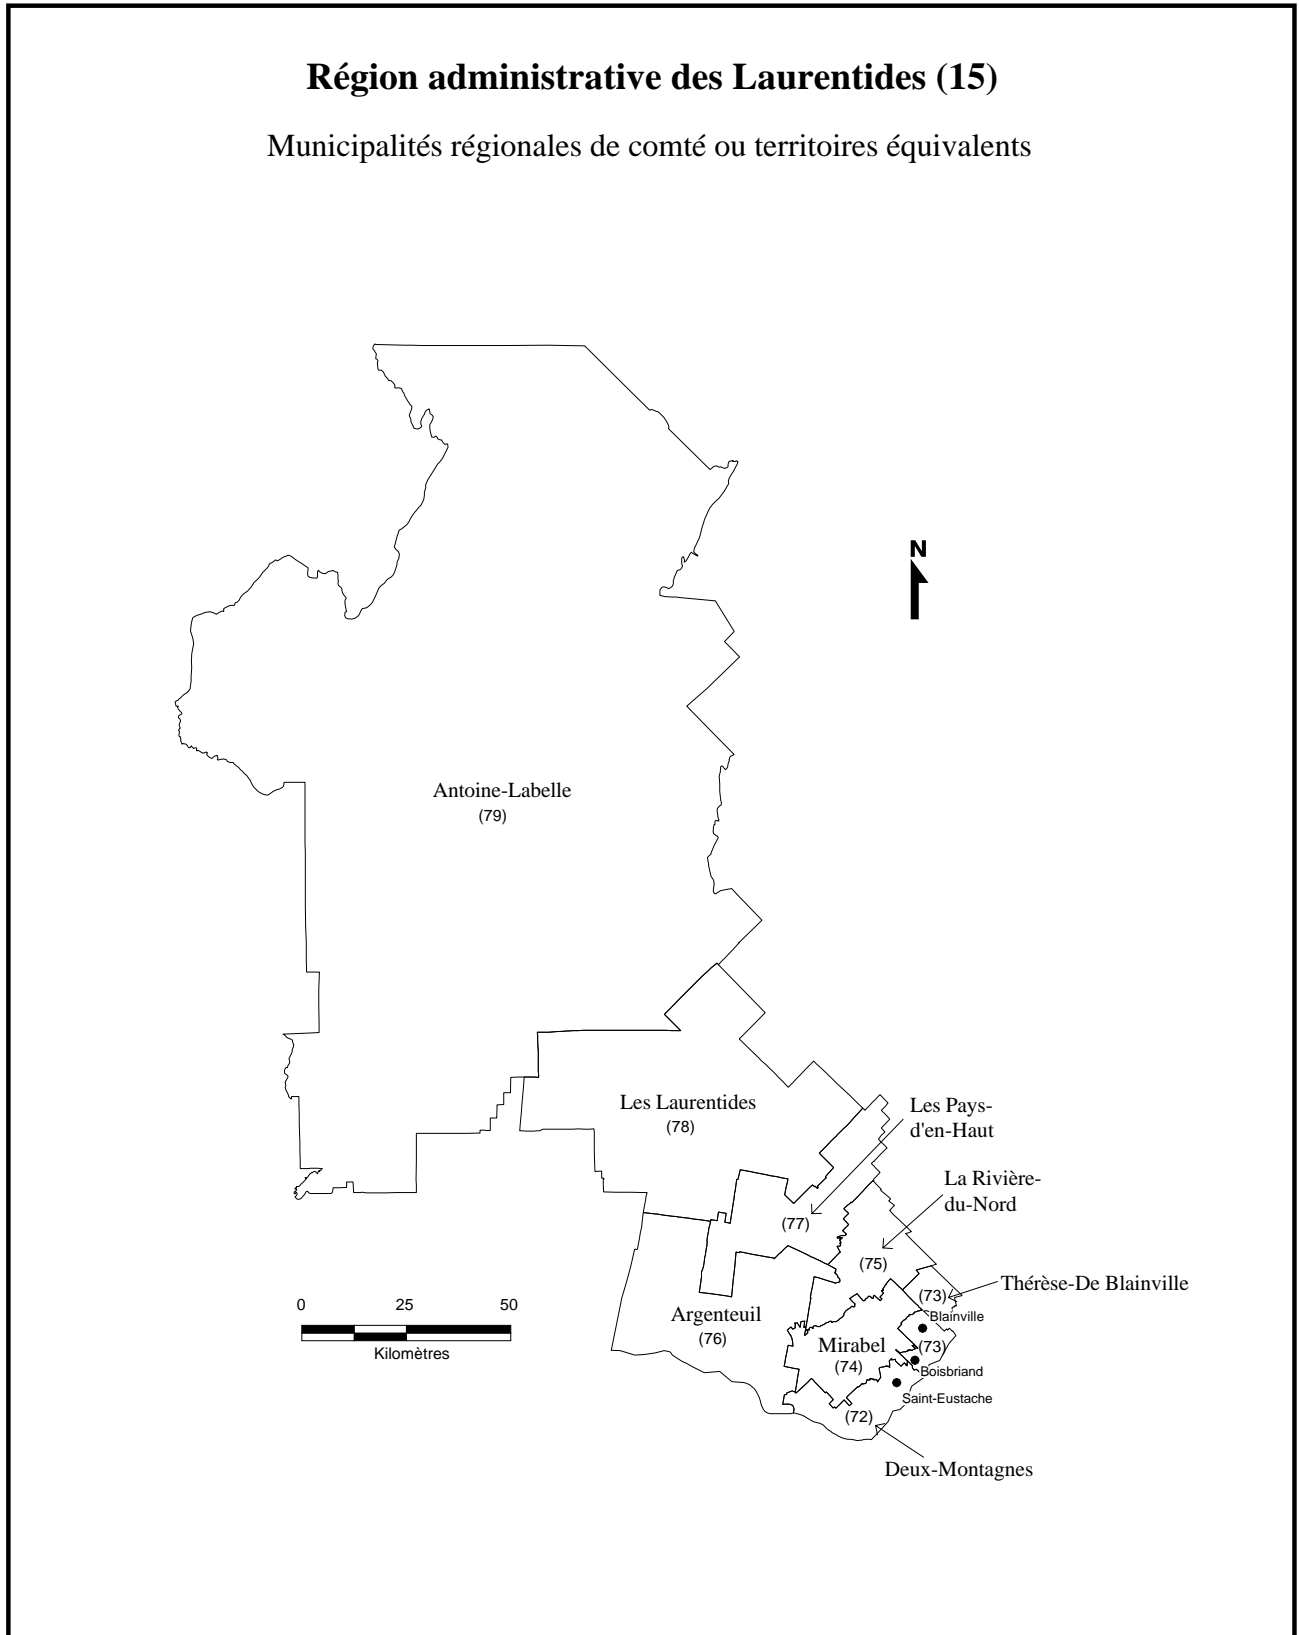 Région administrative des Laurentides (15)
Municipalités régionales de comté ou territoires équivalents
N
Antoine-Labelle
(79)
Les Laurentides
(78)
Les Pays-
d'en-Haut
(77)
La Rivière-
du-Nord
(75)
Thérèse-De Blainville
(73)
Blainville
(73)
Argenteuil
(76)
Mirabel
(74)
Boisbriand
Saint-Eustache
(72)
Deux-Montagnes
0 25 50
Kilomètres